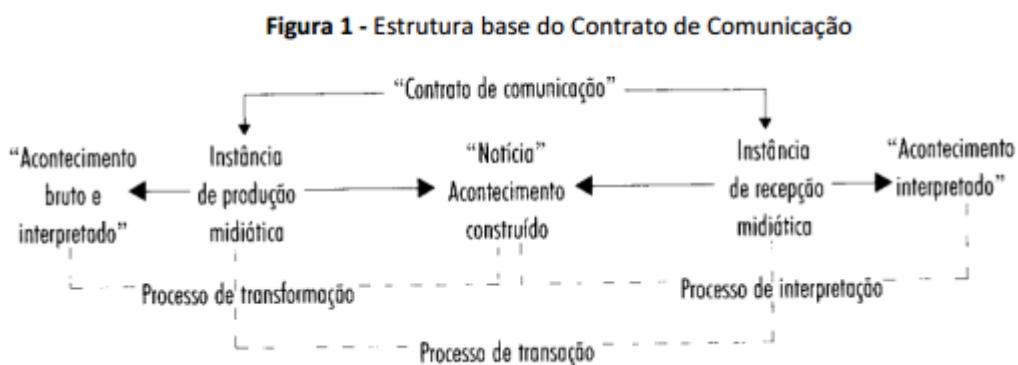 Figura 1 - Estrutura base do Contrato de Comunicação
“Contrato de comunicação”
“Acontecimento
bruto e
interpretado”
Instância
de produção
midiática
“Notícia”
Acontecimento
construído
Instância
de recepção
midiática
“Acontecimento
interpretado”
Processo de transformação
Processo de interpretação
Processo de transação